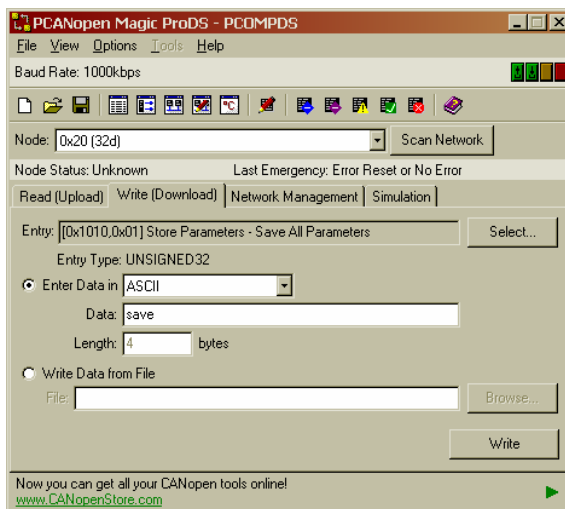 PCANopen Magic ProDS - PCOMPDS
File View Options Tools Help
Baud Rate: 1000kbps
Node: 0x20 (32d) Scan Network
Node Status: Unknown Last Emergency: Error Reset or No Error
Read (Upload) Write (Download) Network Management Simulation
Entry: [0x1010,0x01] Store Parameters - Save All Parameters Select...
Entry Type: UNSIGNED32
Enter Data in ASCII
Data: save
Length: 4 bytes
Write Data from File
File: Browse...
Write
Now you can get all your CANopen tools online!
www.CANopenStore.com